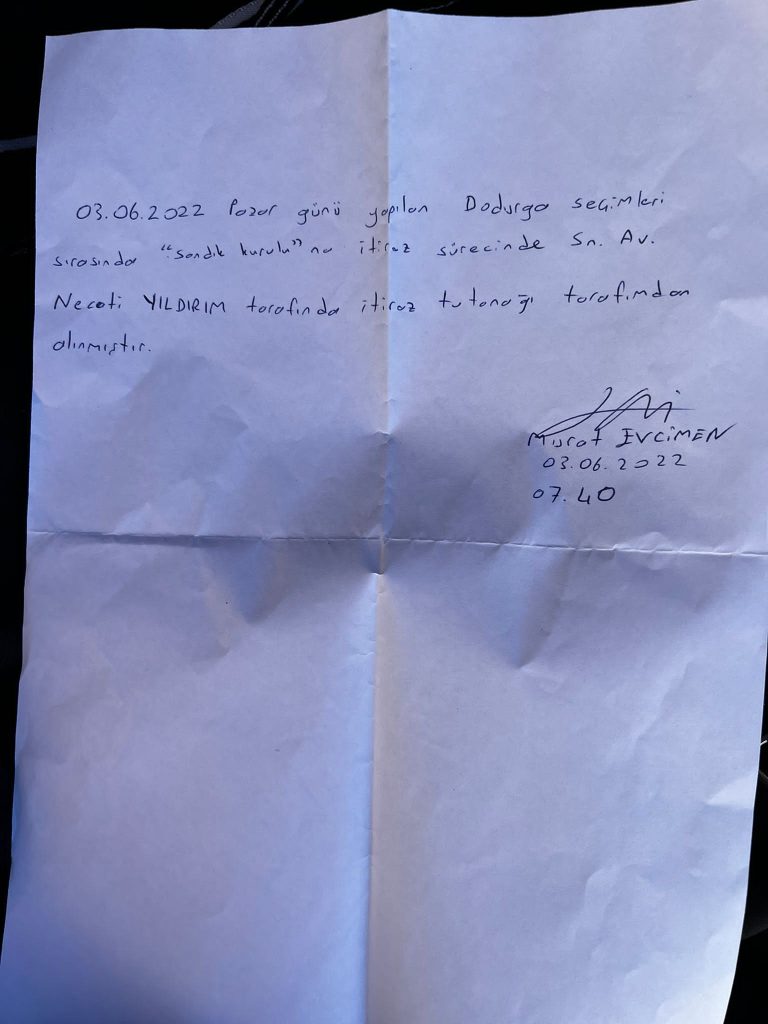 03.06.2022 Pazar günü yapılan Dodurga seçimleri
sırasında "sandık kurulu"na itiraz sürecinde Sn. Av.
Necati YILDIRIM tarafında itiraz tutanağı tarafımdan
alınmıştır.
Murat EVCİMEN
03.06.2022
07.40